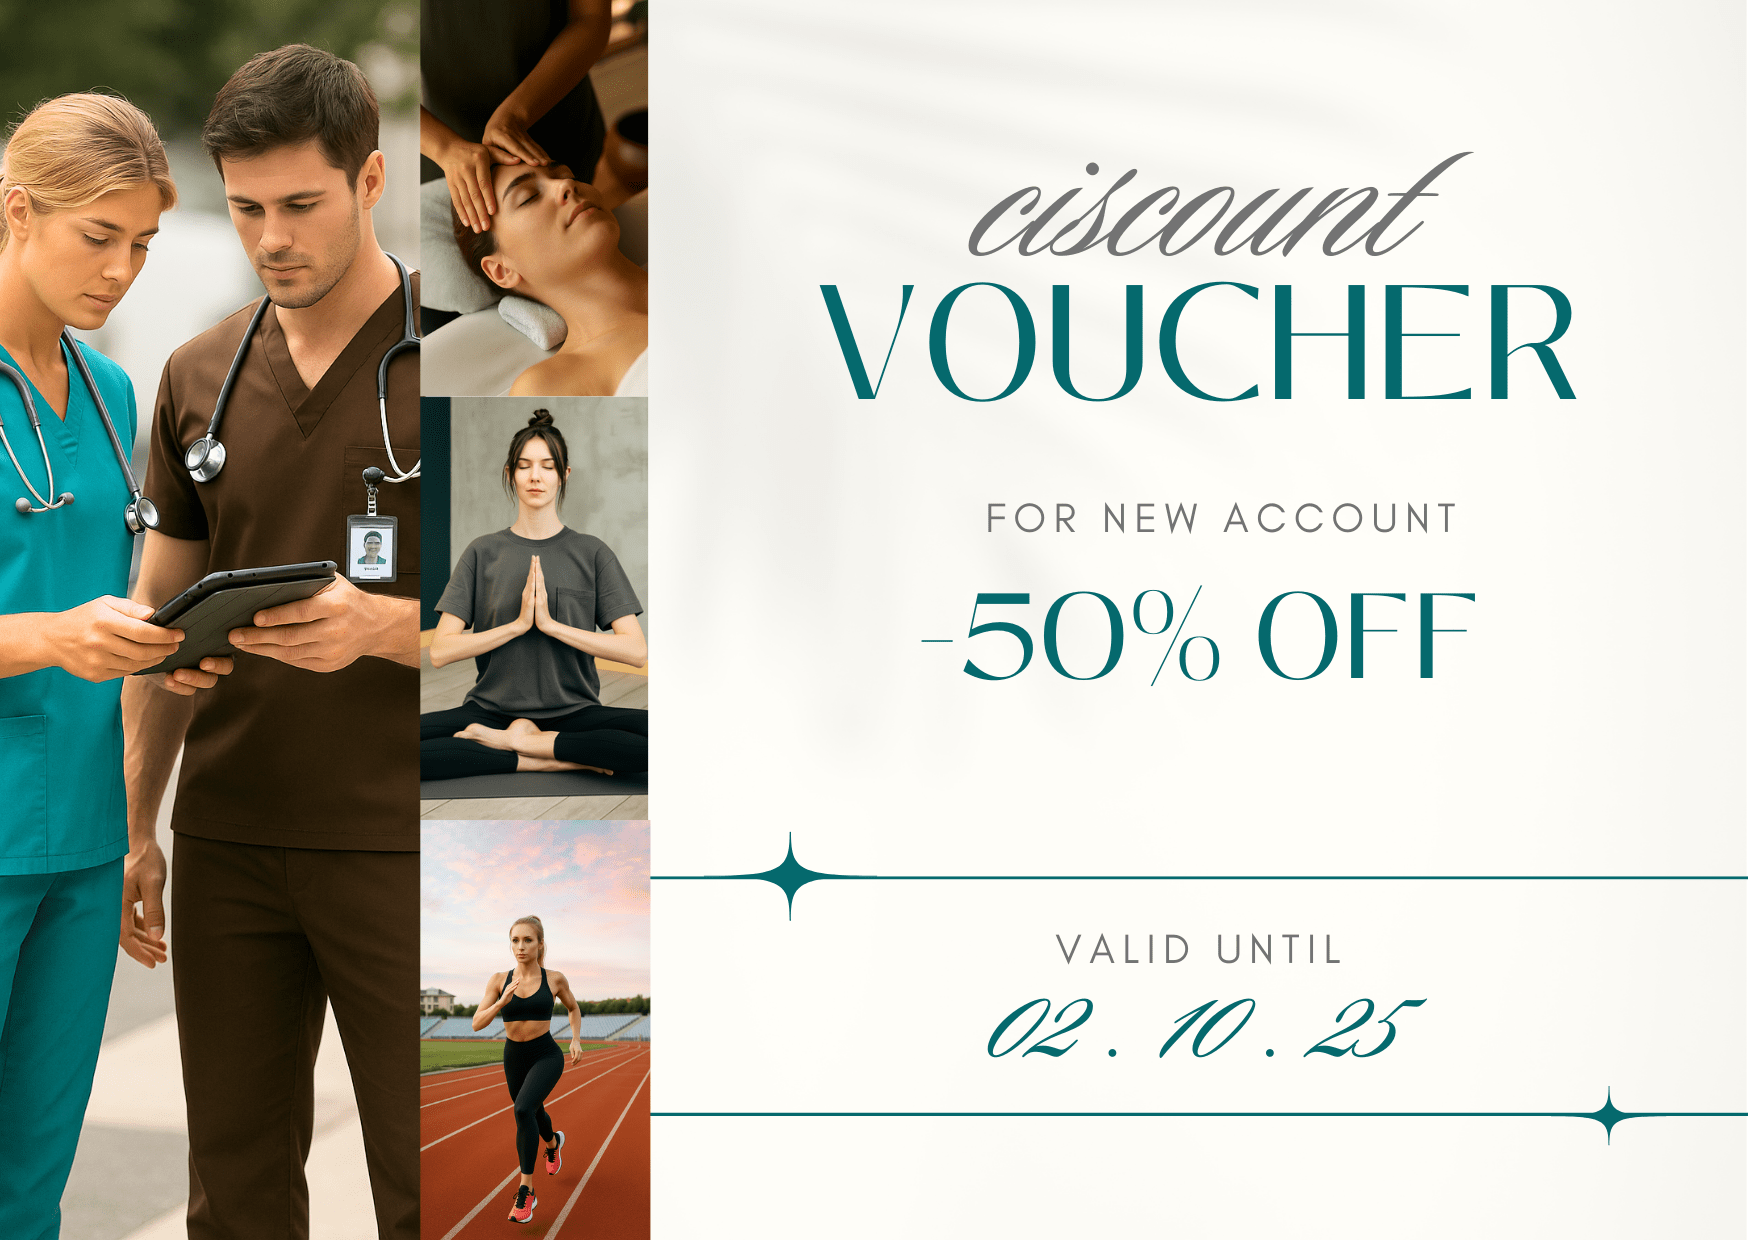 ciscount
VOUCHER
FOR NEW ACCOUNT
-50% OFF
VALID UNTIL
02 . 10 . 25